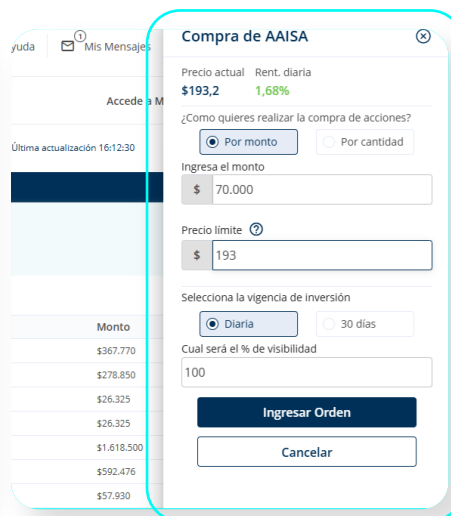 yuda
1
Mis Mensajes
Accede a M
Última actualización 16:12:30
Monto
$367.770
$278.850
$26.325
$26.325
$1.618.500
$592.476
$57.930
Compra de AAISA
Precio actual Rent. diaria
$193,2 1,68%
¿Como quieres realizar la compra de acciones?
Por monto Por cantidad
Ingresa el monto
$ 70.000
Precio límite ?
$ 193
Selecciona la vigencia de inversión
Diaria 30 días
Cual será el % de visibilidad
100
Ingresar Orden
Cancelar